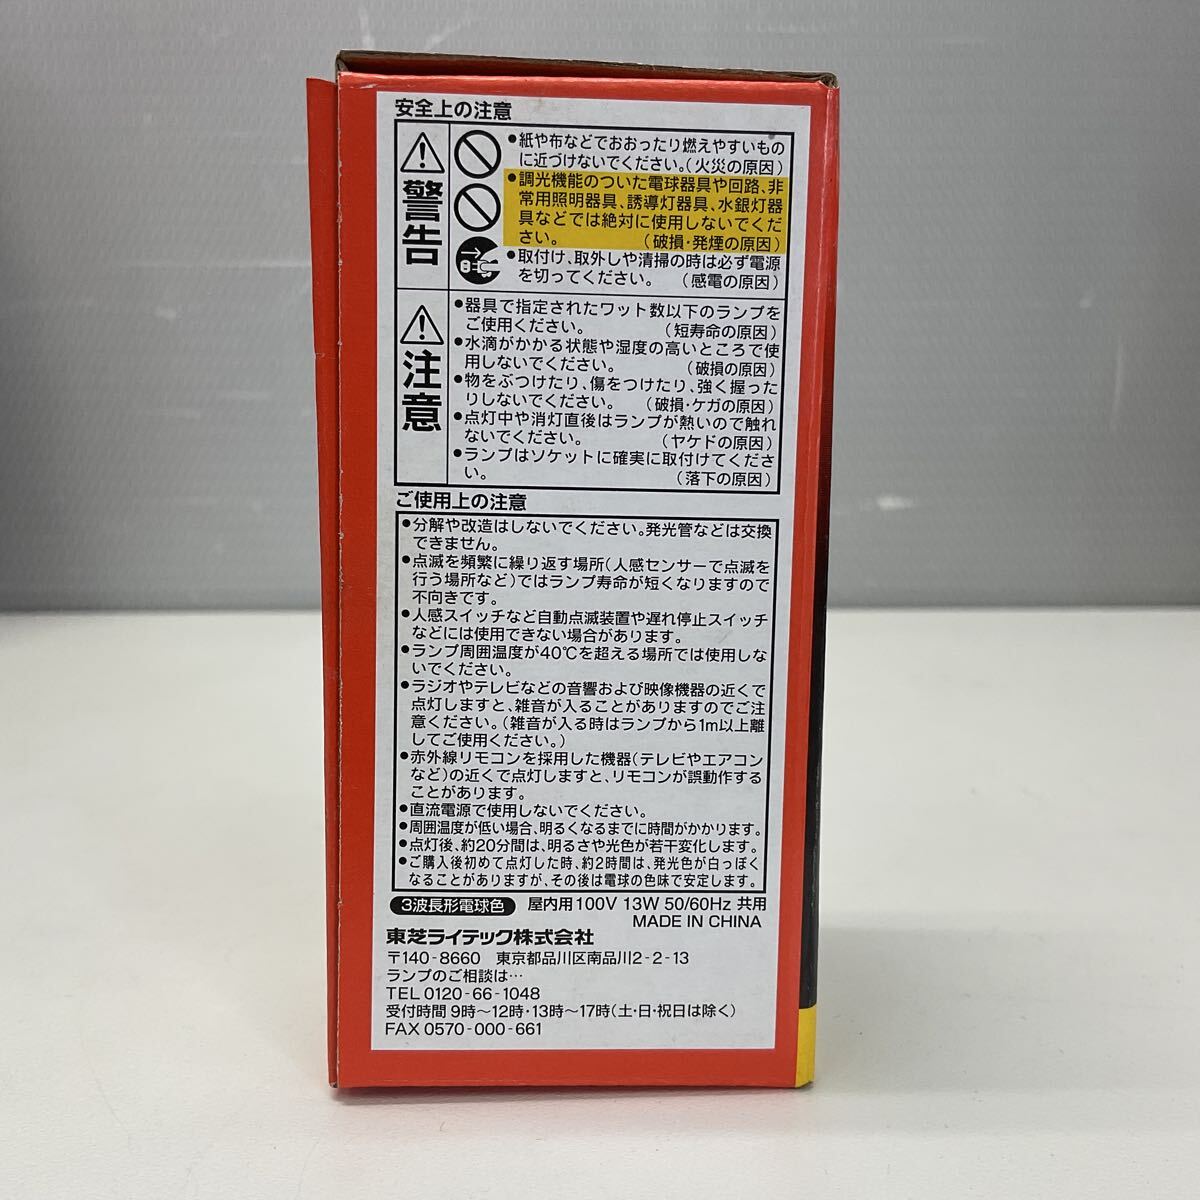 安全上の注意
警告
•紙や布などでおおったり燃えやすいもの
に近づけないでください。(火災の原因)
•調光機能のついた電球器具や回路、非
常用照明器具、誘導灯器具、水銀灯器
具などでは絶対に使用しないでくだ
さい。 (破損・発煙の原因)
•取付け、取外しや清掃の時は必ず電源
を切ってください。 (感電の原因)
注意
•器具で指定されたワット数以下のランプを
ご使用ください。 (短寿命の原因)
•水滴がかかる状態や湿度の高いところで使
用しないでください。 (破損の原因)
•物をぶつけたり、傷をつけたり、強く握った
りしないでください。 (破損・ケガの原因)
•点灯中や消灯直後はランプが熱いので触れ
ないでください。 (ヤケドの原因)
•ランプはソケットに確実に取付けてくださ
い。 (落下の原因)
ご使用上の注意
•分解や改造はしないでください。発光管などは交換
できません。
•点滅を頻繁に繰り返す場所(人感センサーで点滅を
行う場所など)ではランプ寿命が短くなりますので
不向きです。
•人感スイッチなど自動点滅装置や遅れ停止スイッチ
などには使用できない場合があります。
•ランプ周囲温度が40℃を超える場所では使用しな
いでください。
•ラジオやテレビなどの音響および映像機器の近くで
点灯しますと、雑音が入ることがありますのでご注
意ください。(雑音が入る時はランプから1m以上離
してご使用ください。)
•赤外線リモコンを採用した機器(テレビやエアコン
など)の近くで点灯しますと、リモコンが誤動作する
ことがあります。
•直流電源で使用しないでください。
•周囲温度が低い場合、明るくなるまでに時間がかかります。
•点灯後、約20分間は、明るさや光色が若干変化します。
•ご購入後初めて点灯した時、約2時間は、発光色が白っぽく
なることがありますが、その後は電球の色味で安定します。
3波長形電球色 屋内用100V 13W 50/60Hz 共用
MADE IN CHINA
東芝ライテック株式会社
〒140-8660 東京都品川区南品川2-2-13
ランプのご相談は…
TEL 0120-66-1048
受付時間 9時～12時・13時～17時(土・日・祝日は除く)
FAX 0570-000-661